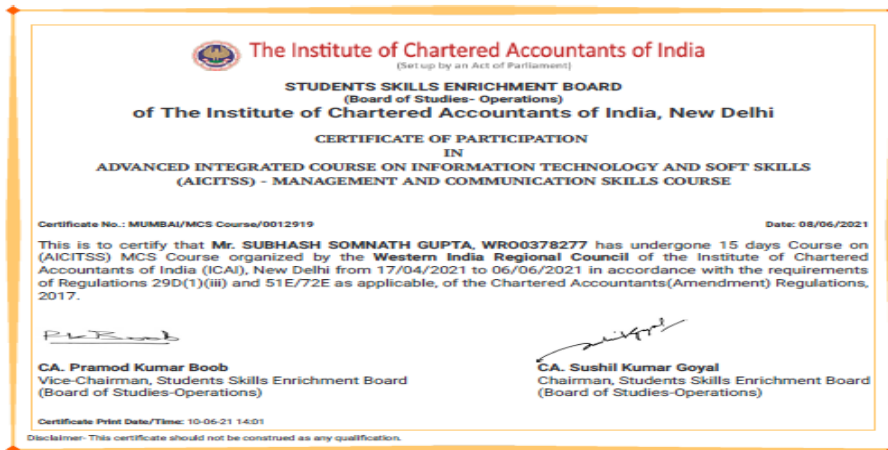 The Institute of Chartered Accountants of India
(Set up by an Act of Parliament)
STUDENTS SKILLS ENRICHMENT BOARD
(Board of Studies- Operations)
of The Institute of Chartered Accountants of India, New Delhi
CERTIFICATE OF PARTICIPATION
IN
ADVANCED INTEGRATED COURSE ON INFORMATION TECHNOLOGY AND SOFT SKILLS
(AICITSS) - MANAGEMENT AND COMMUNICATION SKILLS COURSE
Certificate No.: MUMBAI/MCS Course/0012919 Date: 08/06/2021
This is to certify that Mr. SUBHASH SOMNATH GUPTA, WRO0378277 has undergone 15 days Course on
(AICITSS) MCS Course organized by the Western India Regional Council of the Institute of Chartered
Accountants of India (ICAI), New Delhi from 17/04/2021 to 06/06/2021 in accordance with the requirements
of Regulations 29D(1)(iii) and 51E/72E as applicable, of the Chartered Accountants(Amendment) Regulations,
2017.
CA. Pramod Kumar Boob CA. Sushil Kumar Goyal
Vice-Chairman, Students Skills Enrichment Board Chairman, Students Skills Enrichment Board
(Board of Studies-Operations) (Board of Studies-Operations)
Certificate Print Date/Time: 10-06-21 14:01
Disclaimer- This certificate should not be construed as any qualification.